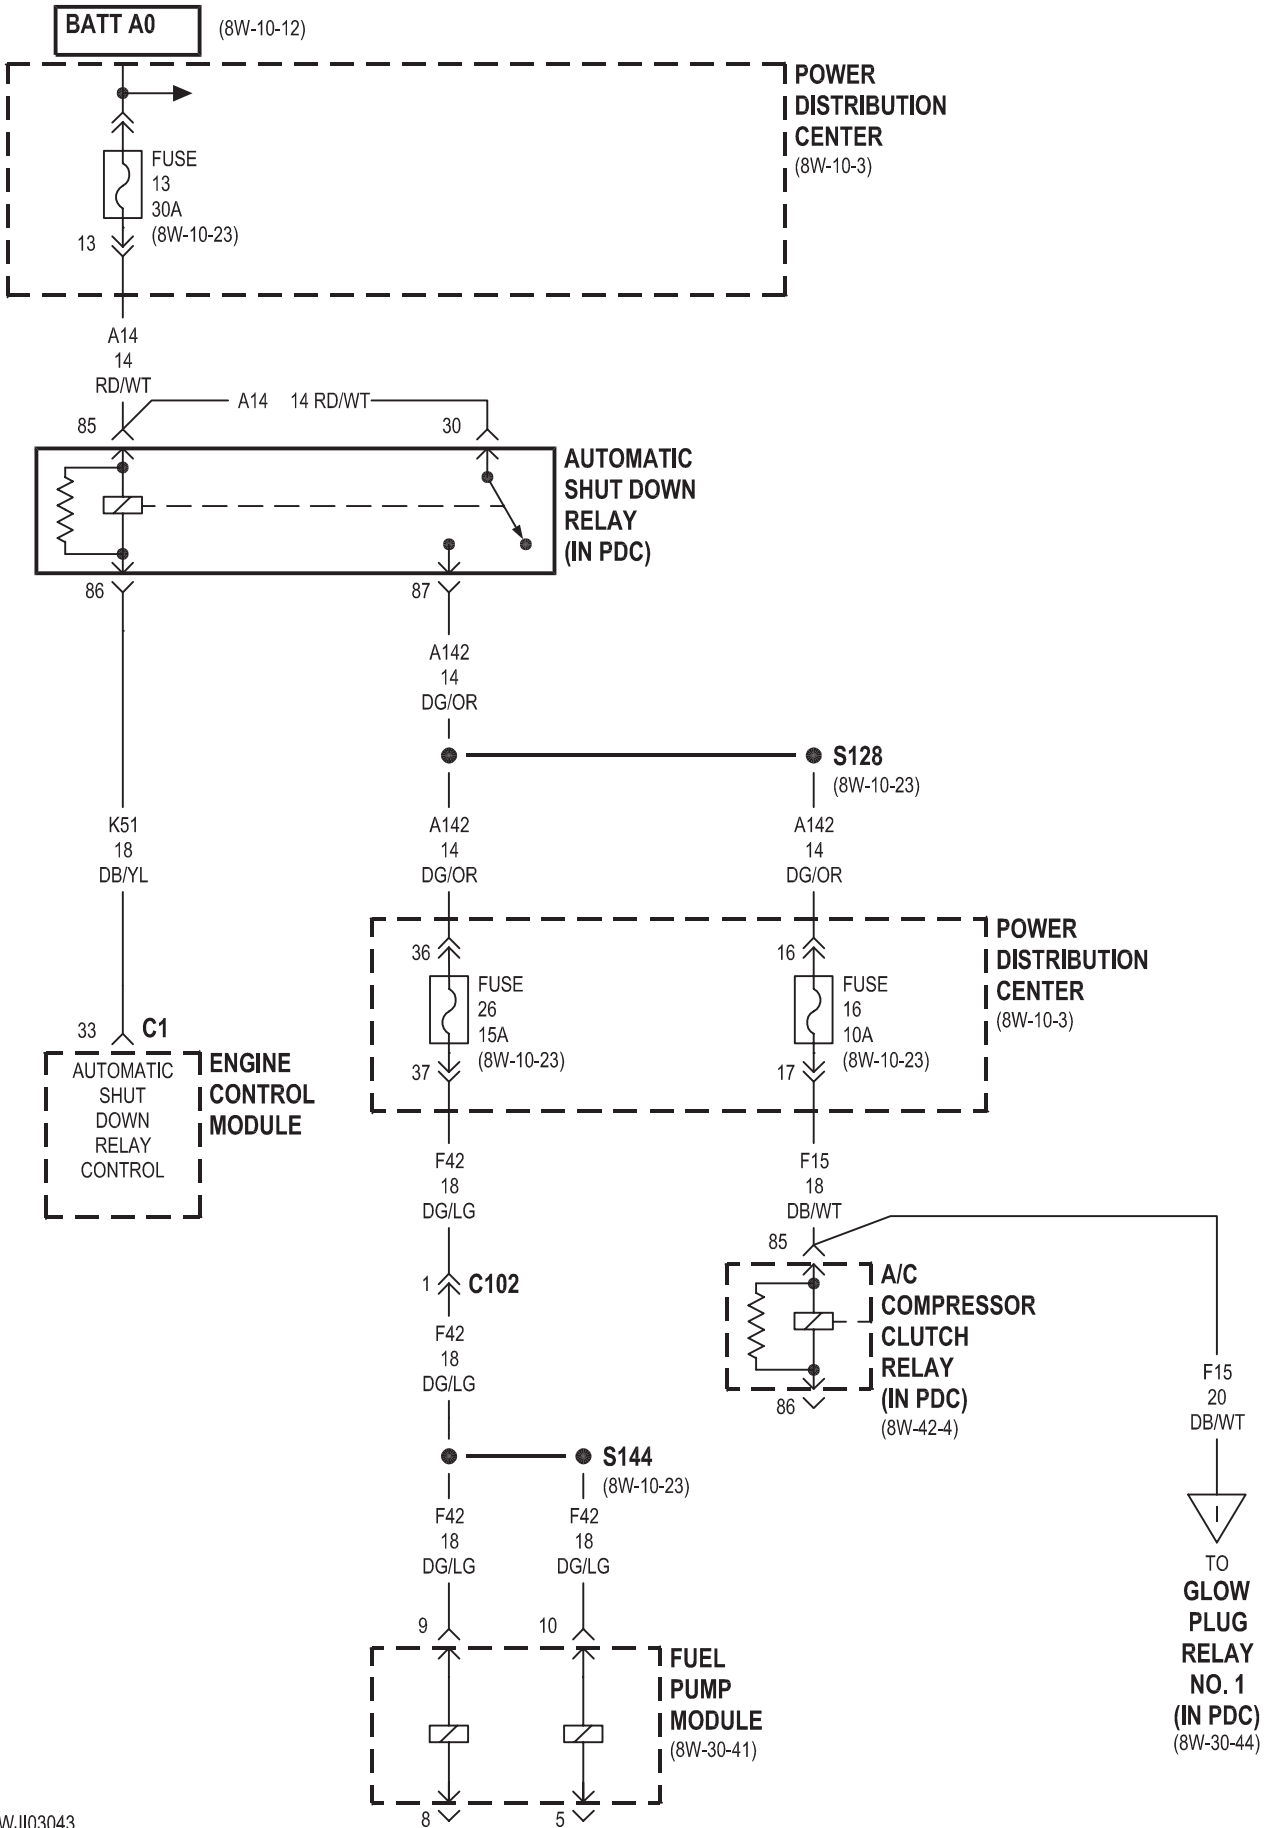 BATT A0
(8W-10-12)
POWER
DISTRIBUTION
CENTER
(8W-10-3)
FUSE
13
30A
(8W-10-23)
13
A14
14
RD/WT
A14 14 RD/WT
85
30
AUTOMATIC
SHUT DOWN
RELAY
(IN PDC)
86
87
A142
14
DG/OR
S128
(8W-10-23)
K51
18
DB/YL
A142
14
DG/OR
A142
14
DG/OR
POWER
DISTRIBUTION
CENTER
(8W-10-3)
36
FUSE
26
15A
(8W-10-23)
37
16
FUSE
16
10A
(8W-10-23)
17
33
C1
AUTOMATIC
SHUT
DOWN
RELAY
CONTROL
ENGINE
CONTROL
MODULE
F42
18
DG/LG
F15
18
DB/WT
85
A/C
COMPRESSOR
CLUTCH
RELAY
(IN PDC)
(8W-42-4)
86
1
C102
F42
18
DG/LG
F15
20
DB/WT
S144
(8W-10-23)
F42
18
DG/LG
F42
18
DG/LG
I
TO
GLOW
PLUG
RELAY
NO. 1
(IN PDC)
(8W-30-44)
9
10
FUEL
PUMP
MODULE
(8W-30-41)
8
5
WJI03043